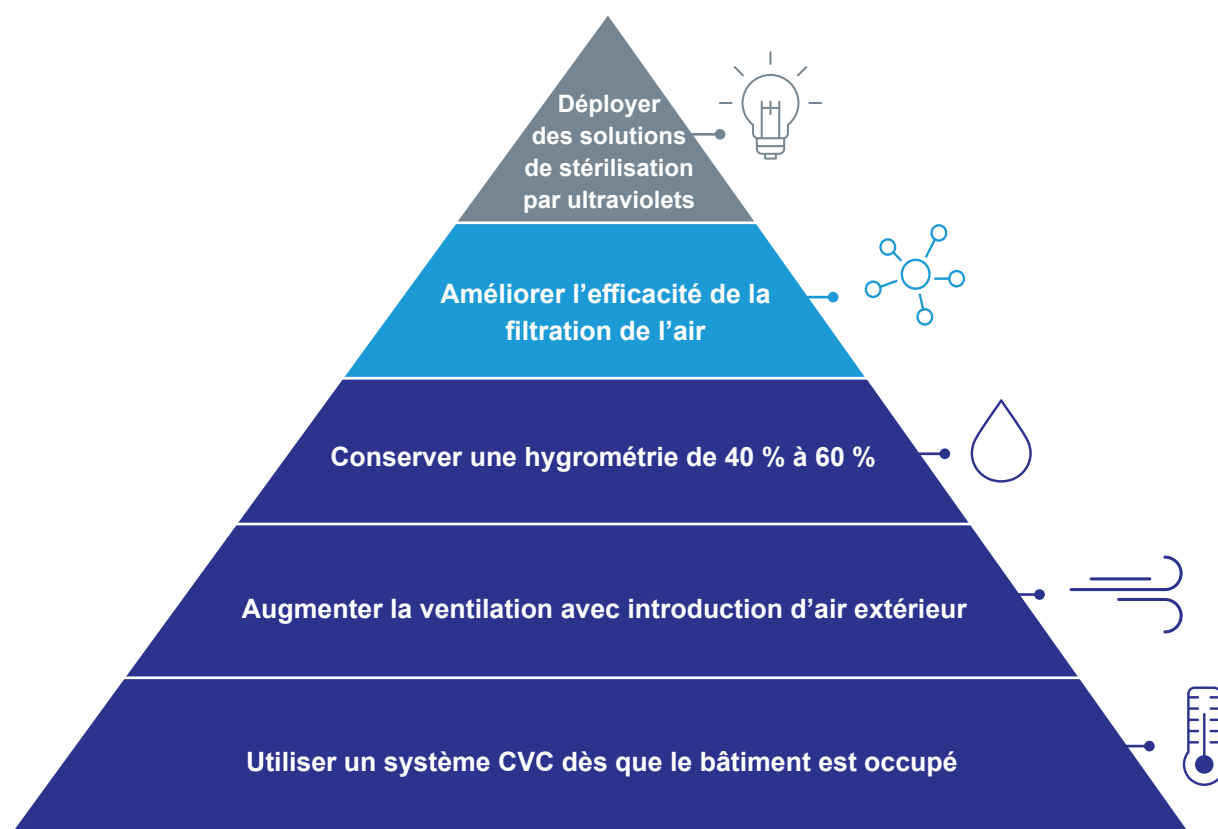 Déployer
des solutions
de stérilisation
par ultraviolets
Améliorer l’efficacité de la
filtration de l’air
Conserver une hygrométrie de 40 % à 60 %
Augmenter la ventilation avec introduction d’air extérieur
Utiliser un système CVC dès que le bâtiment est occupé